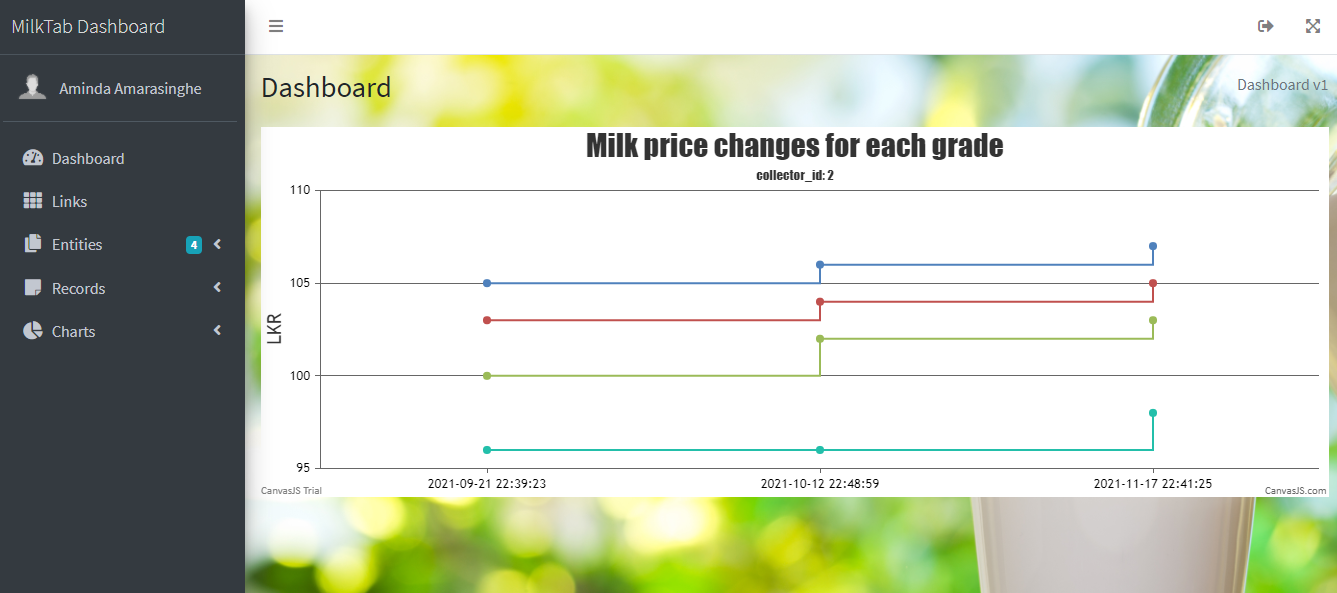 MilkTab Dashboard
Aminda Amarasinghe
Dashboard
Links
Entities 4
Records
Charts
Dashboard
Dashboard v1
Milk price changes for each grade
collector_id: 2
LKR
110
105
100
95
2021-09-21 22:39:23 2021-10-12 22:48:59 2021-11-17 22:41:25
CanvasJS Trial CanvasJS.com